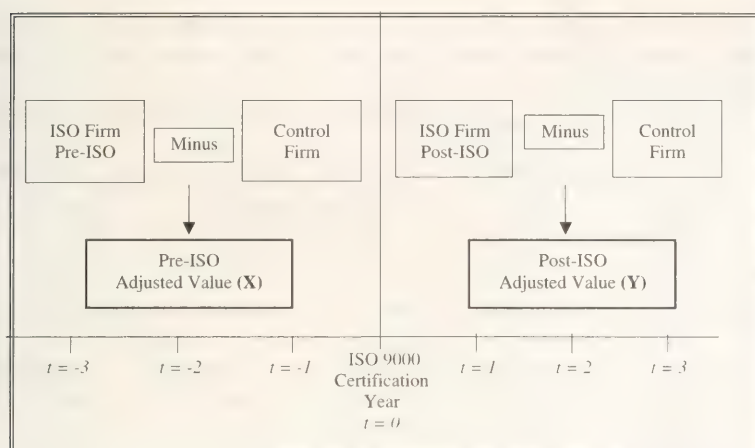 ISO Firm
Pre-ISO
Minus
Control
Firm
Pre-ISO
Adjusted Value (X)
ISO Firm
Post-ISO
Minus
Control
Firm
Post-ISO
Adjusted Value (Y)
t = -3
t = -2
t = -1
ISO 9000
Certification
Year
t = 0
t = 1
t = 2
t = 3